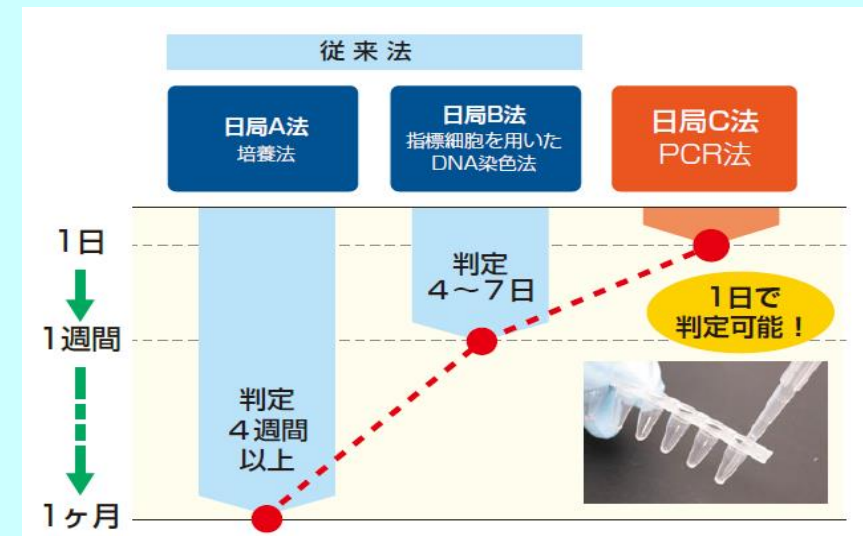 従来法
日局A法
培養法
日局B法
指標細胞を用いた
DNA染色法
日局C法
PCR法
1日
1週間
1ヶ月
判定
4週間
以上
判定
4〜7日
1日で
判定可能！